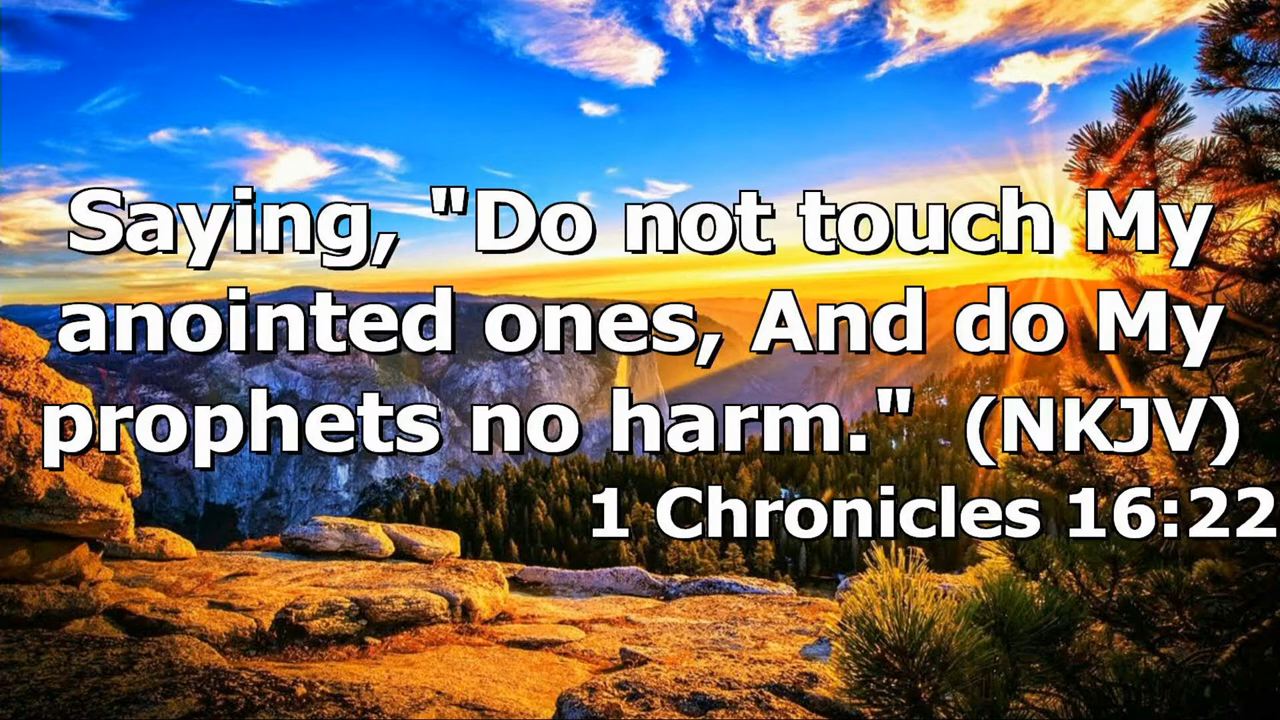 Saying, "Do not touch My
anointed ones, And do My
prophets no harm." (NKJV)
1 Chronicles 16:22